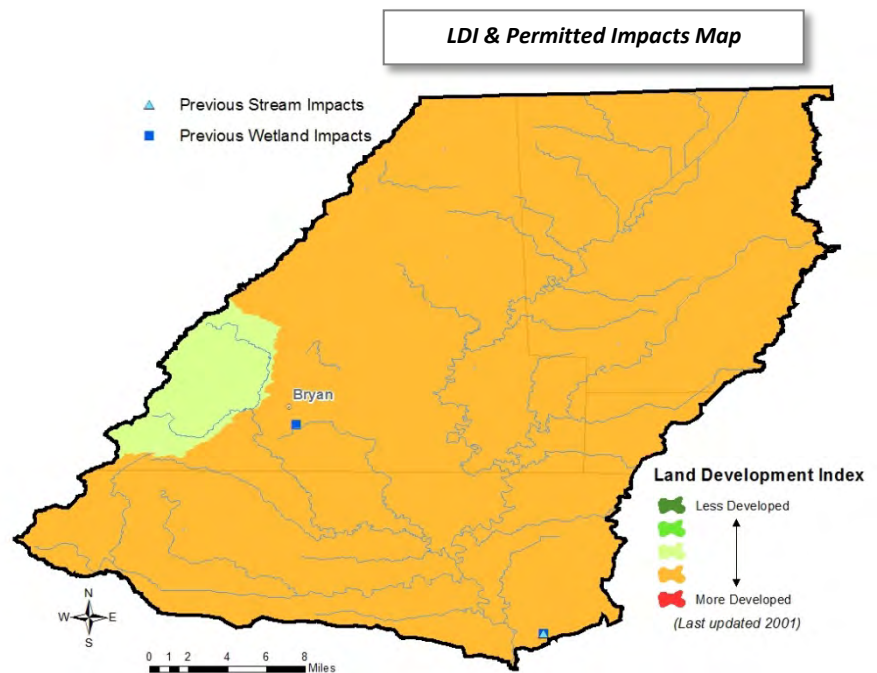 LDI & Permitted Impacts Map
Previous Stream Impacts
Previous Wetland Impacts
Bryan
Land Development Index
Less Developed
More Developed
(Last updated 2001)
N
W E
S
0 1 2 4 6 8
Miles